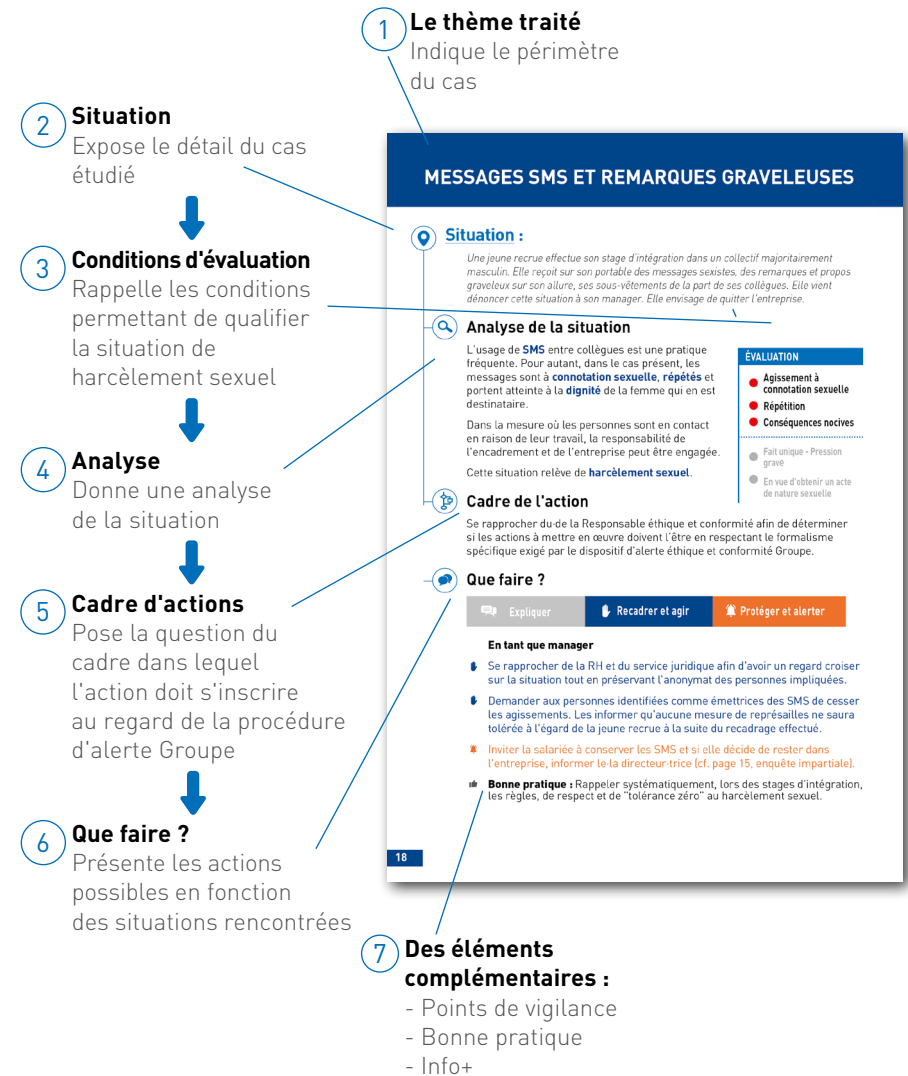 1
Le thème traité
Indique le périmètre
du cas
2
Situation
Expose le détail du cas
étudié
3
Conditions d'évaluation
Rappelle les conditions
permettant de qualifier
la situation de
harcèlement sexuel
4
Analyse
Donne une analyse
de la situation
5
Cadre d'actions
Pose la question du
cadre dans lequel
l'action doit s'inscrire
au regard de la procédure
d'alerte Groupe
6
Que faire ?
Présente les actions
possibles en fonction
des situations rencontrées
MESSAGES SMS ET REMARQUES GRAVELEUSES
Situation :
Une jeune recrue effectue son stage d'intégration dans un collectif majoritairement
masculin. Elle reçoit sur son portable des messages sexistes, des remarques et propos
graveleux sur son allure, ses sous-vêtements de la part de ses collègues. Elle vient
dénoncer cette situation à son manager. Elle envisage de quitter l'entreprise.
Analyse de la situation
L'usage de SMS entre collègues est une pratique
fréquente. Pour autant, dans le cas présent, les
messages sont à connotation sexuelle, répétés et
portent atteinte à la dignité de la femme qui en est
destinataire.
Dans la mesure où les personnes sont en contact
en raison de leur travail, la responsabilité de
l'encadrement et de l'entreprise peut être engagée.
Cette situation relève de harcèlement sexuel.
ÉVALUATION
Agissement à
connotation sexuelle
Répétition
Conséquences nocives
Fait unique - Pression
grave
En vue d'obtenir un acte
de nature sexuelle
Cadre de l'action
Se rapprocher du·de la Responsable éthique et conformité afin de déterminer
si les actions à mettre en œuvre doivent l'être en respectant le formalisme
spécifique exigé par le dispositif d'alerte éthique et conformité Groupe.
Que faire ?
Expliquer
Recadrer et agir
Protéger et alerter
En tant que manager
Se rapprocher de la RH et du service juridique afin d'avoir un regard croiser
sur la situation tout en préservant l'anonymat des personnes impliquées.
Demander aux personnes identifiées comme émettrices des SMS de cesser
les agissements. Les informer qu'aucune mesure de représailles ne saura
tolérée à l'égard de la jeune recrue à la suite du recadrage effectué.
Inviter la salariée à conserver les SMS et si elle décide de rester dans
l'entreprise, informer le·la directeur·trice (cf. page 15, enquête impartiale).
Bonne pratique : Rappeler systématiquement, lors des stages d'intégration,
les règles, de respect et de "tolérance zéro" au harcèlement sexuel.
18
7
Des éléments
complémentaires :
- Points de vigilance
- Bonne pratique
- Info+